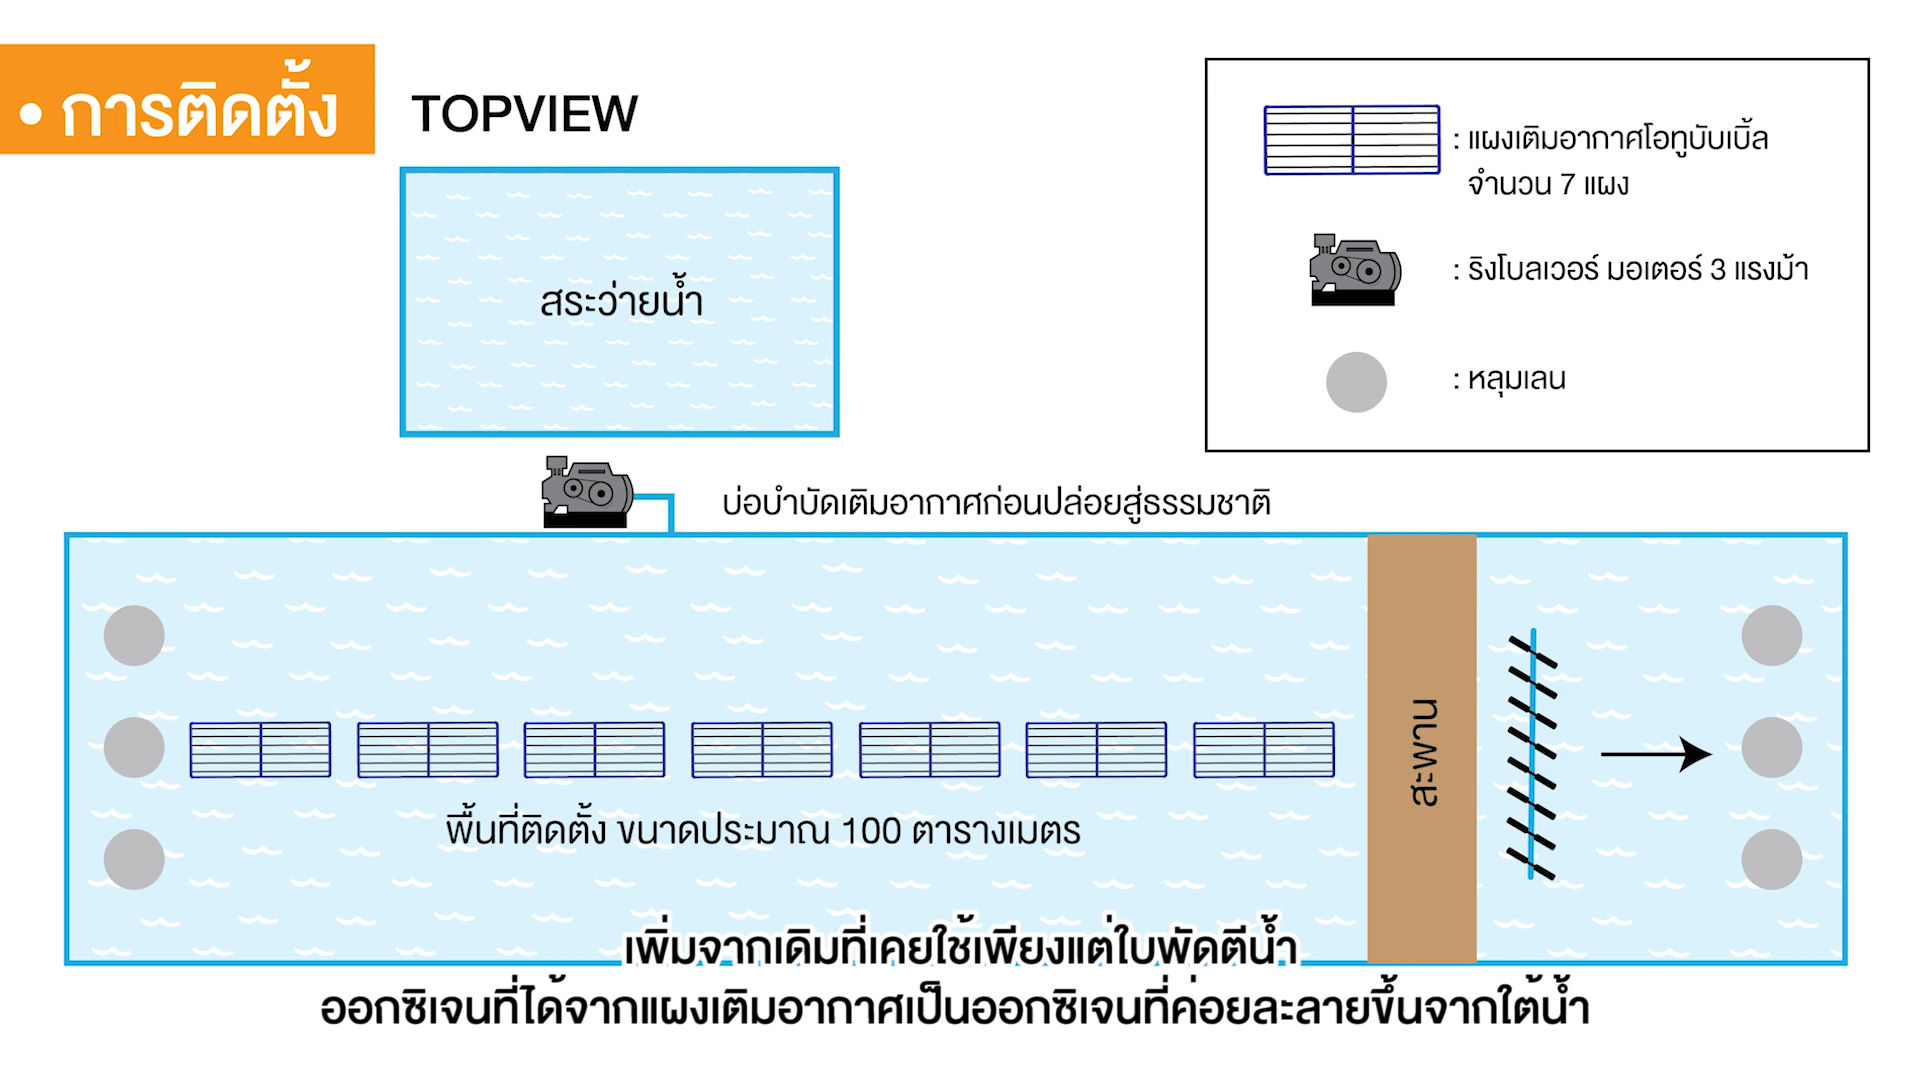 • การติดตั้ง
TOPVIEW
: แผงเติมอากาศโอทูบับเบิ้ล
จำนวน 7 แผง
: ริงโบลเวอร์ มอเตอร์ 3 แรงม้า
: หลุมเลน
สระว่ายน้ำ
บ่อบำบัดเติมอากาศก่อนปล่อยสู่ธรรมชาติ
สะพาน
พื้นที่ติดตั้ง ขนาดประมาณ 100 ตารางเมตร
เพิ่มจากเดิมที่เคยใช้เพียงแต่ใบพัดตีน้ำ
ออกซิเจนที่ได้จากแผงเติมอากาศเป็นออกซิเจนที่ค่อยละลายขึ้นจากใต้น้ำ